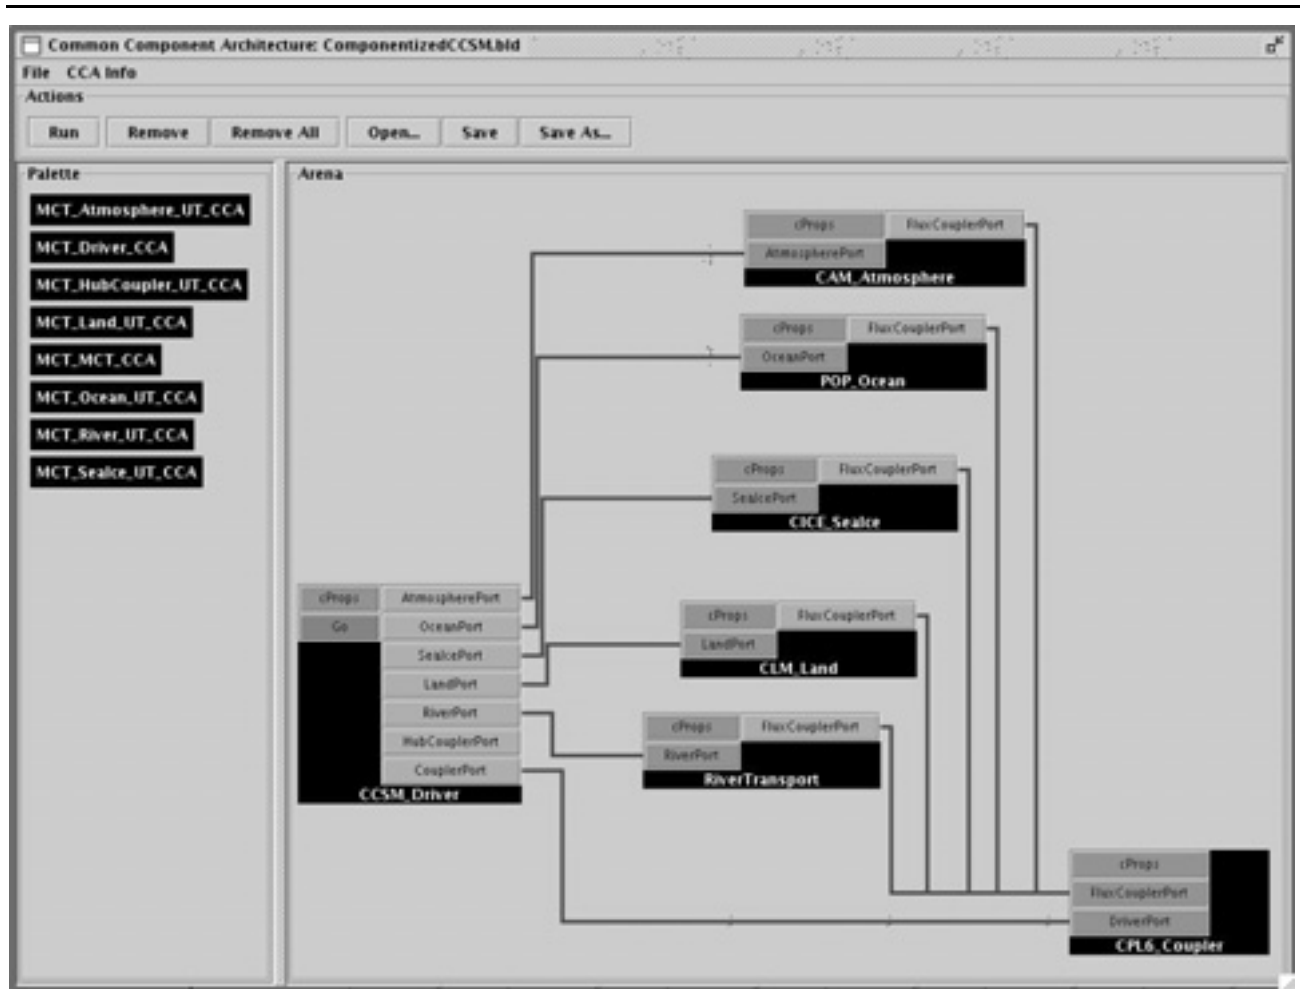 Common Component Architecture: ComponentizedCCSM.bld
File CCA Info
Actions
Run Remove Remove All Open... Save Save As...
Palette
MCT_Atmosphere_UT_CCA
MCT_Driver_CCA
MCT_HubCoupler_UT_CCA
MCT_Land_UT_CCA
MCT_MCT_CCA
MCT_Ocean_UT_CCA
MCT_River_UT_CCA
MCT_SeaIce_UT_CCA
Arena
cProps FluxCouplerPort
AtmospherePort
CAM_Atmosphere
cProps FluxCouplerPort
OceanPort
POP_Ocean
cProps FluxCouplerPort
SeaIcePort
CICE_SeaIce
cProps AtmospherePort
Go OceanPort
SeaIcePort
LandPort
RiverPort
HubCouplerPort
CouplerPort
CCSM_Driver
cProps FluxCouplerPort
LandPort
CLM_Land
cProps FluxCouplerPort
RiverPort
RiverTransport
cProps
FluxCouplerPort
DriverPort
CPL6_Coupler